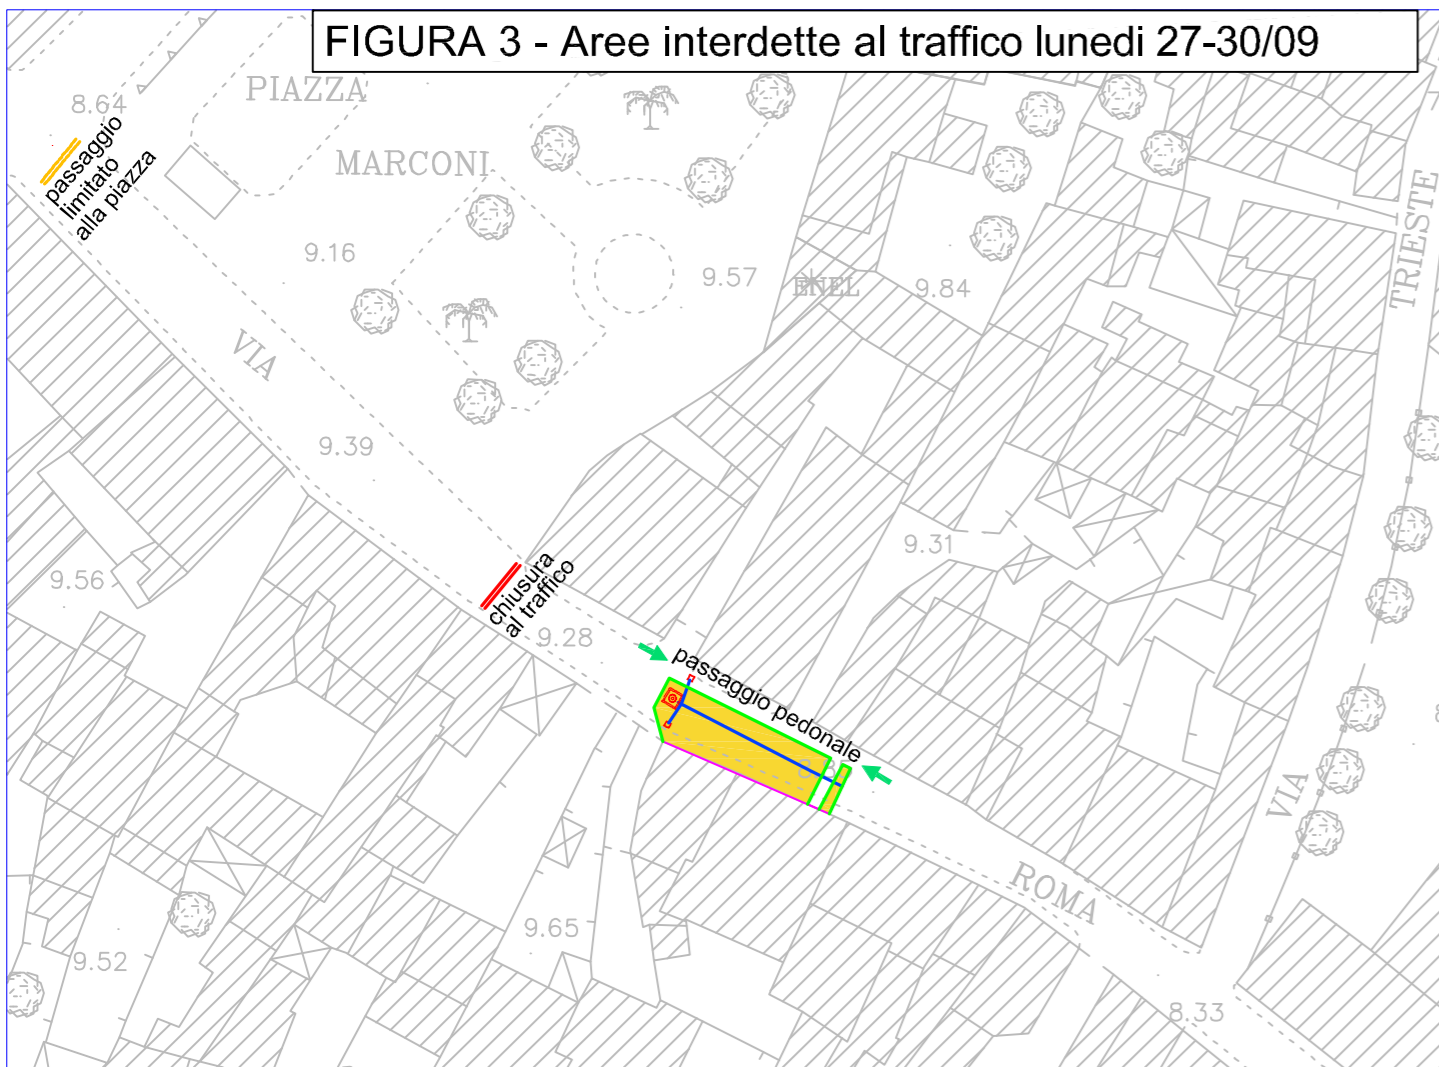 FIGURA 3 - Aree interdette al traffico lunedi 27-30/09
8.64
PIAZZA
MARCONI
passaggio
limitato
alla piazza
9.16
9.57
ENEL
9.84
TRIESTE
VIA
9.39
9.31
9.56
chiusura
al traffico
9.28
passaggio pedonale
VIA
ROMA
9.65
9.52
8.33